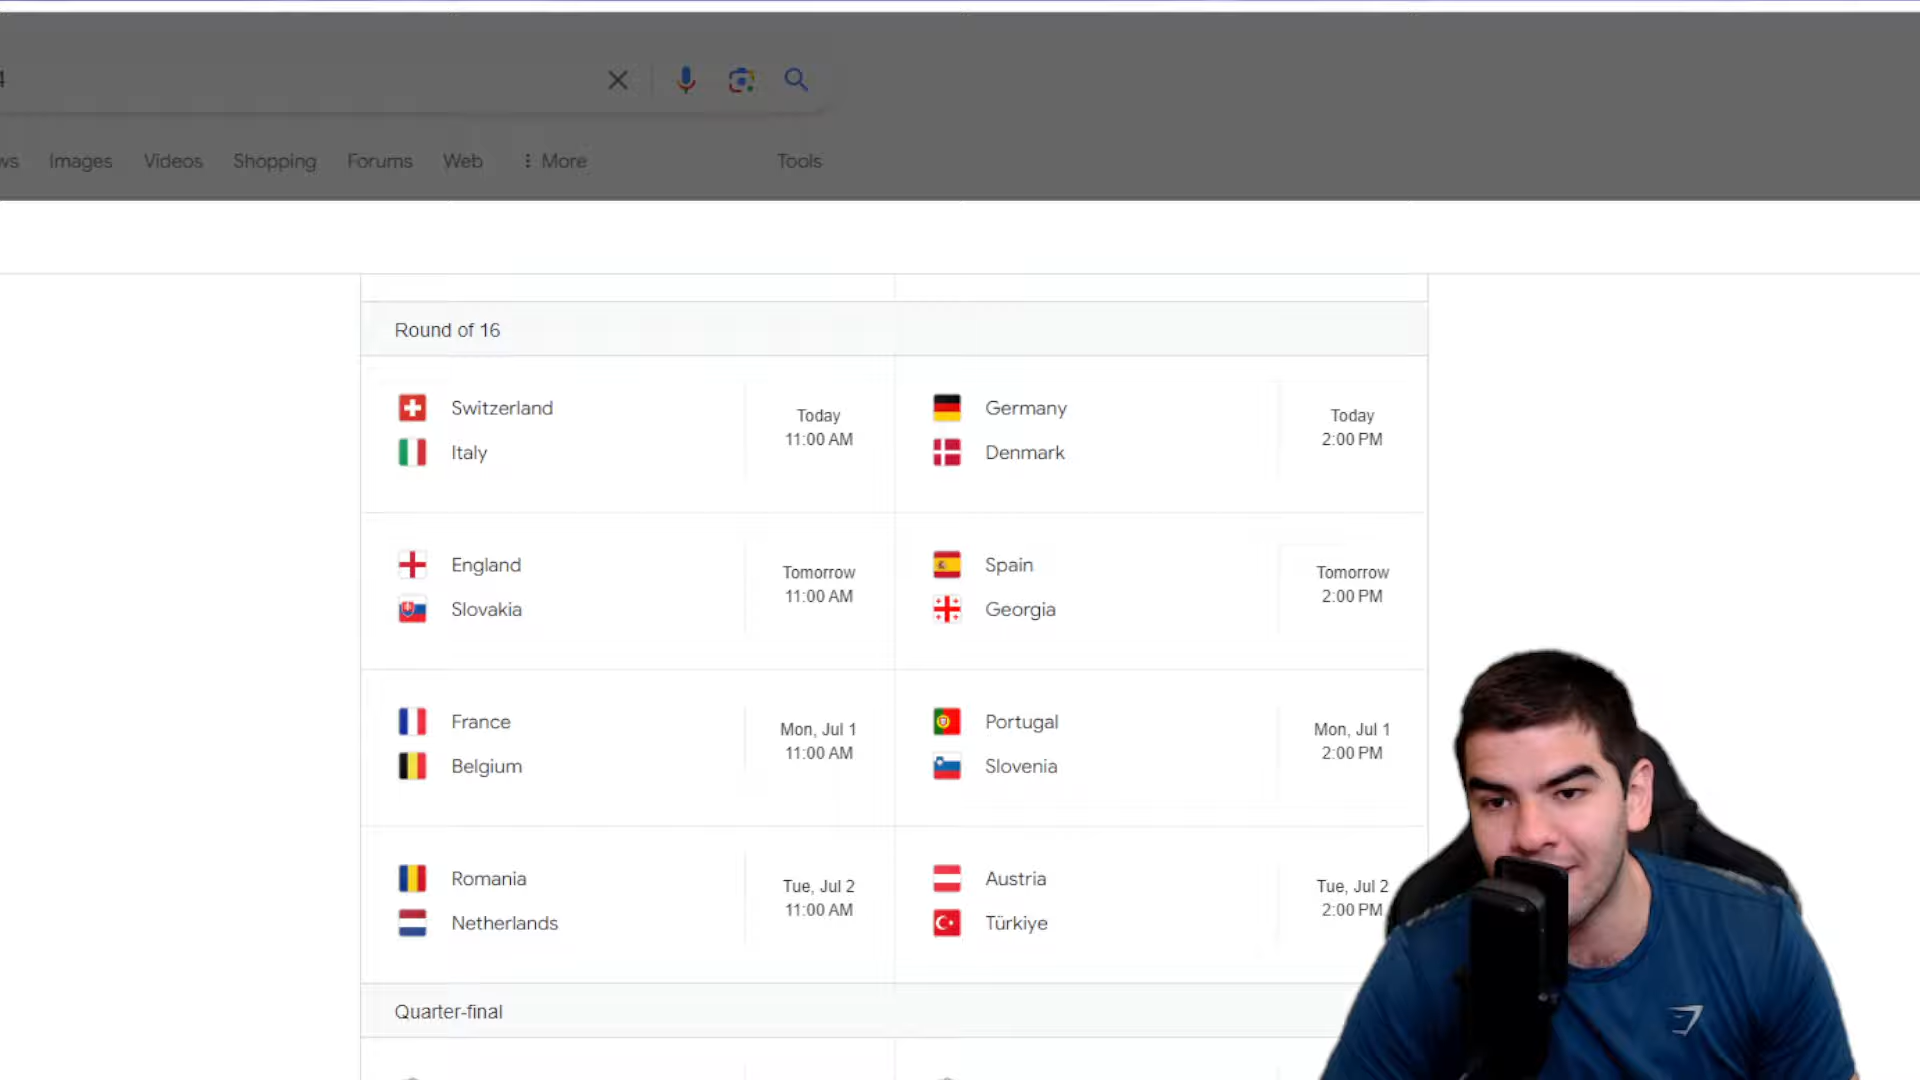 4
ws Images Videos Shopping Forums Web More Tools
Round of 16
Switzerland
Italy
Today
11:00 AM
Germany
Denmark
Today
2:00 PM
England
Slovakia
Tomorrow
11:00 AM
Spain
Georgia
Tomorrow
2:00 PM
France
Belgium
Mon, Jul 1
11:00 AM
Portugal
Slovenia
Mon, Jul 1
2:00 PM
Romania
Netherlands
Tue, Jul 2
11:00 AM
Austria
Türkiye
Tue, Jul 2
2:00 PM
Quarter-final